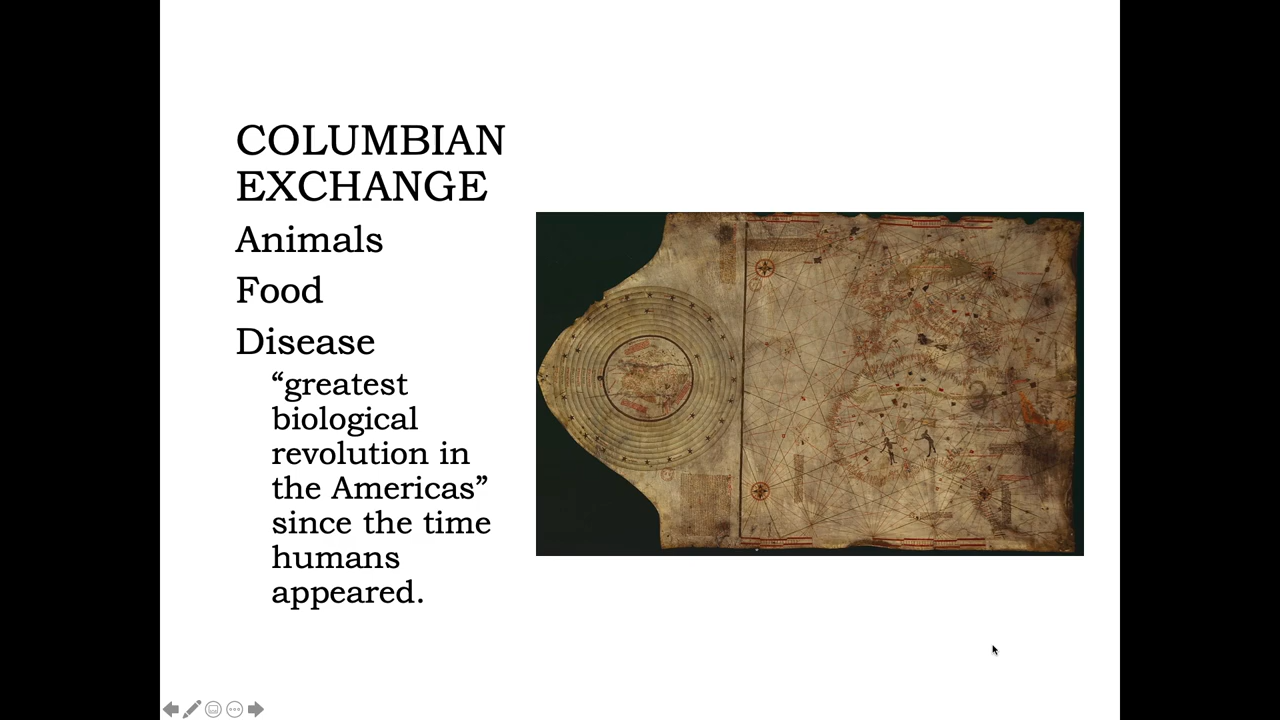 COLUMBIAN
EXCHANGE
Animals
Food
Disease
“greatest
biological
revolution in
the Americas”
since the time
humans
appeared.